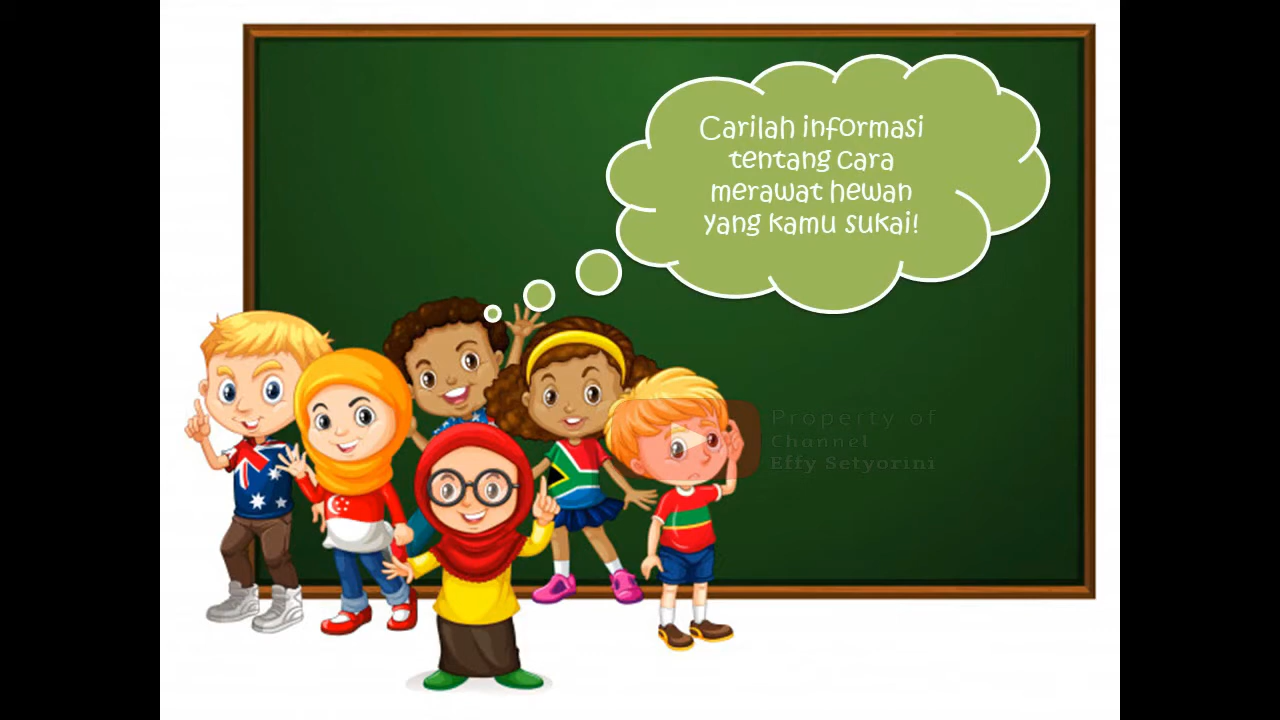 Carilah informasi
tentang cara
merawat hewan
yang kamu sukai!
Property of
Channel
Effy Setyorini